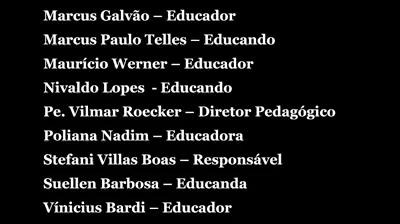 Marcus Galvão – Educador
Marcus Paulo Telles – Educando
Maurício Werner – Educador
Nivaldo Lopes - Educando
Pe. Vilmar Roecker – Diretor Pedagógico
Poliana Nadim – Educadora
Stefani Villas Boas – Responsável
Suellen Barbosa – Educanda
Vínicius Bardi – Educador